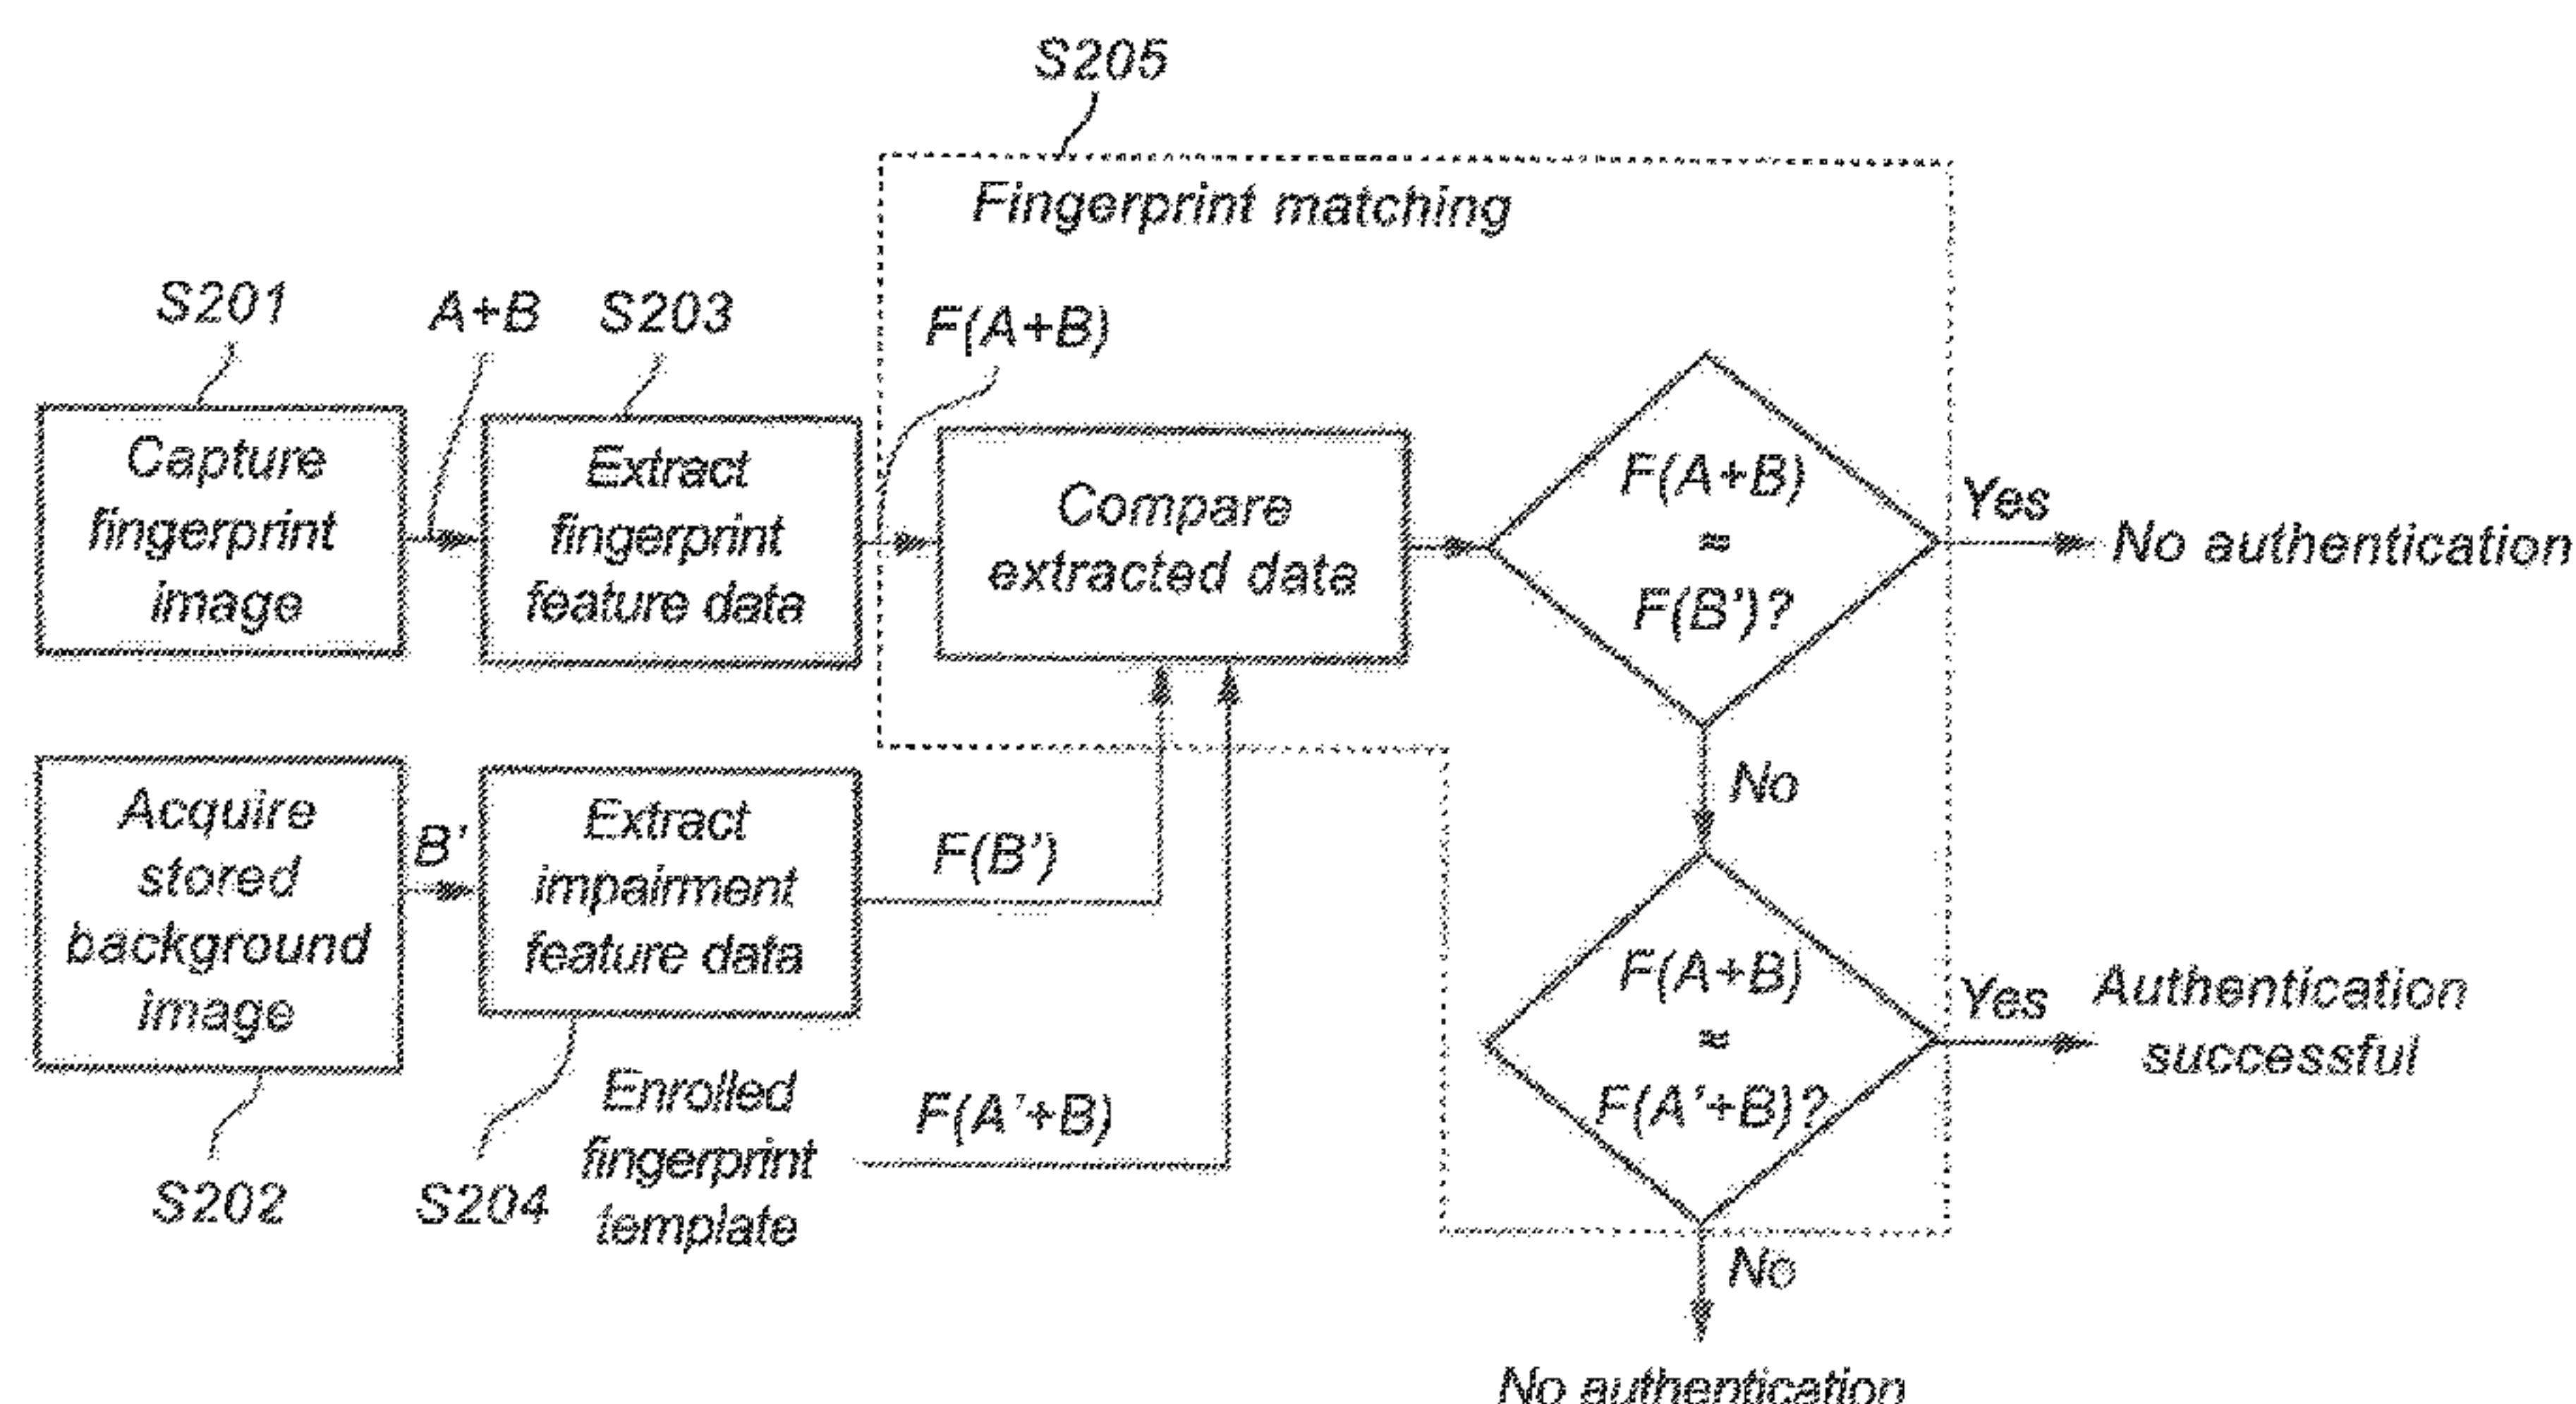 S205
Fingerprint matching
S201
A+B
S203
F(A+B)
Capture
fingerprint
image
Extract
fingerprint
feature data
Compare
extracted data
F(A+B)
≈
F(B')?
Yes
No authentication
No
Acquire
stored
background
image
B'
Extract
impairment
feature data
F(B')
S202
S204
Enrolled
fingerprint
template
F(A'+B)
F(A+B)
≈
F(A'+B)?
Yes
Authentication
successful
No
No authentication